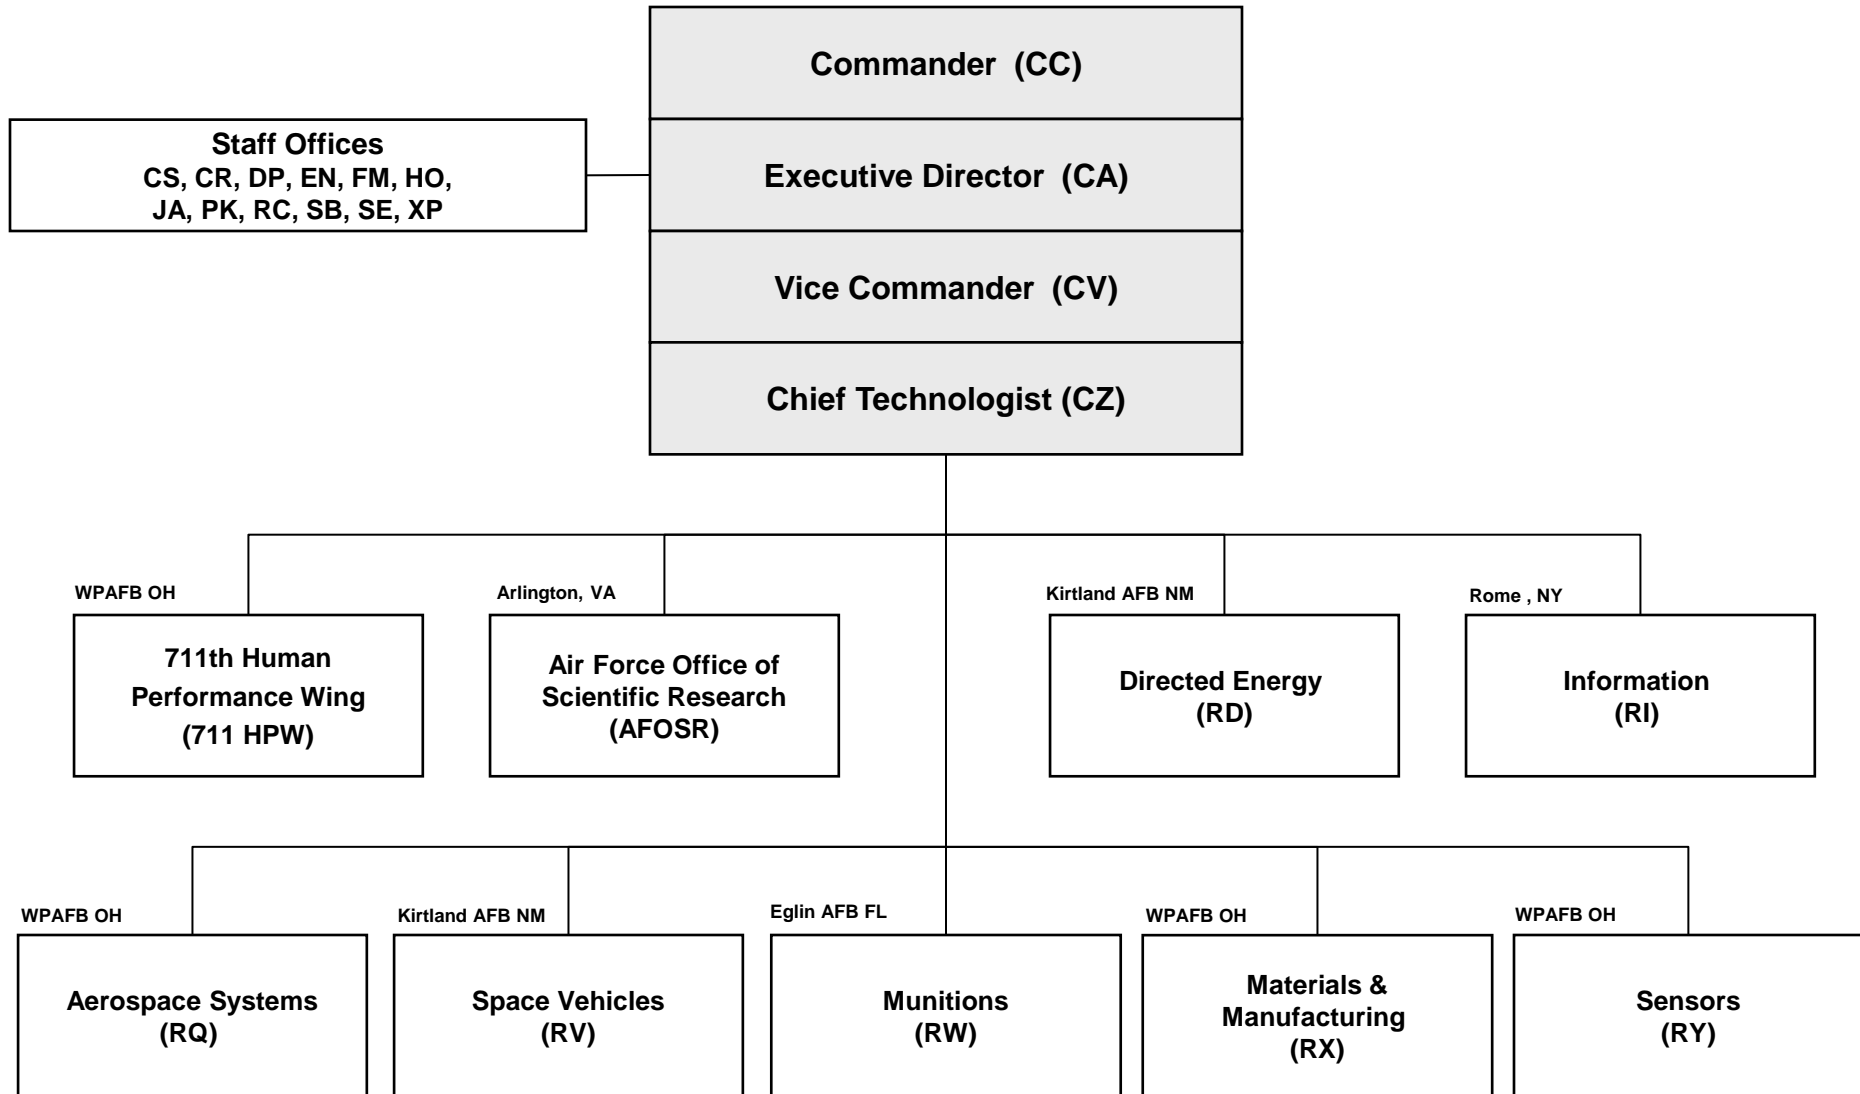 Commander (CC)
Staff Offices
CS, CR, DP, EN, FM, HO,
JA, PK, RC, SB, SE, XP
Executive Director (CA)
Vice Commander (CV)
Chief Technologist (CZ)
WPAFB OH
711th Human
Performance Wing
(711 HPW)
Arlington, VA
Air Force Office of
Scientific Research
(AFOSR)
Kirtland AFB NM
Directed Energy
(RD)
Rome , NY
Information
(RI)
WPAFB OH
Aerospace Systems
(RQ)
Kirtland AFB NM
Space Vehicles
(RV)
Eglin AFB FL
Munitions
(RW)
WPAFB OH
Materials &
Manufacturing
(RX)
WPAFB OH
Sensors
(RY)